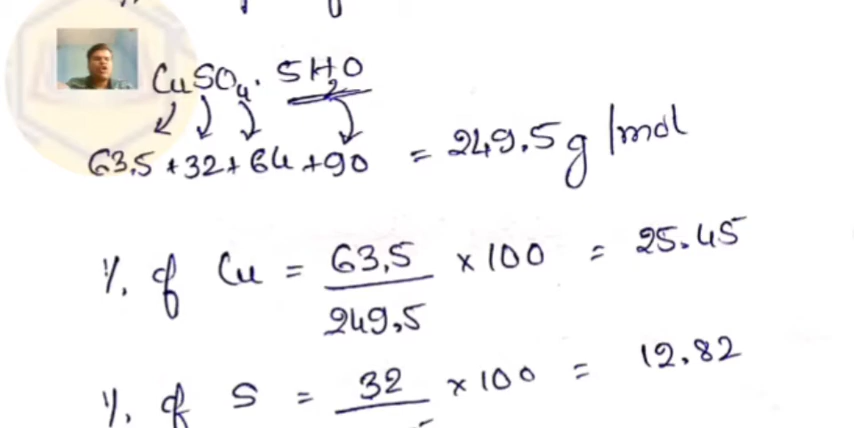 CuSO₄. 5H₂O
63.5+32+64+90 = 249.5g/mol
%. of Cu = 63.5/249.5 × 100 = 25.45
%. of S = 32 × 100 = 12.82